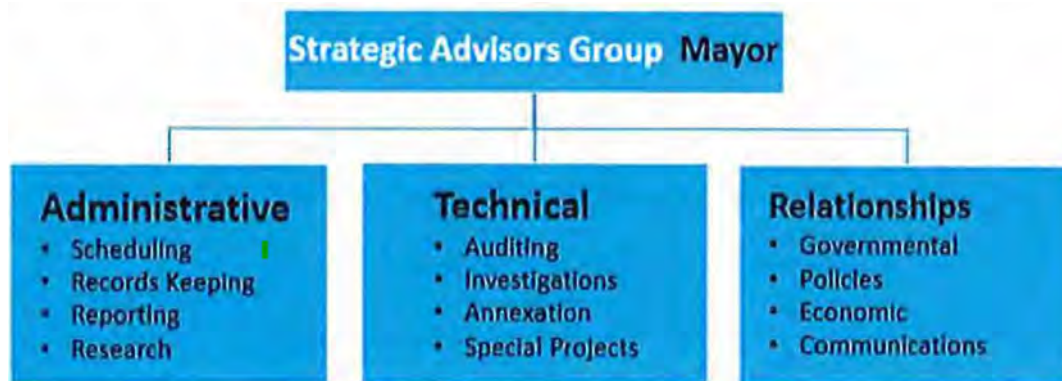 Strategic Advisors Group Mayor
Administrative
• Scheduling
• Records Keeping
• Reporting
• Research
Technical
• Auditing
• Investigations
• Annexation
• Special Projects
Relationships
• Governmental
• Policies
• Economic
• Communications